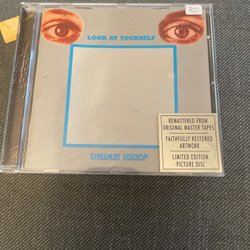 LOOK AT YOURSELF
URIAH HEEP
REMASTERED FROM
ORIGINAL MASTER TAPES
FAITHFULLY RESTORED
ARTWORK
LIMITED EDITION
PICTURE DISC